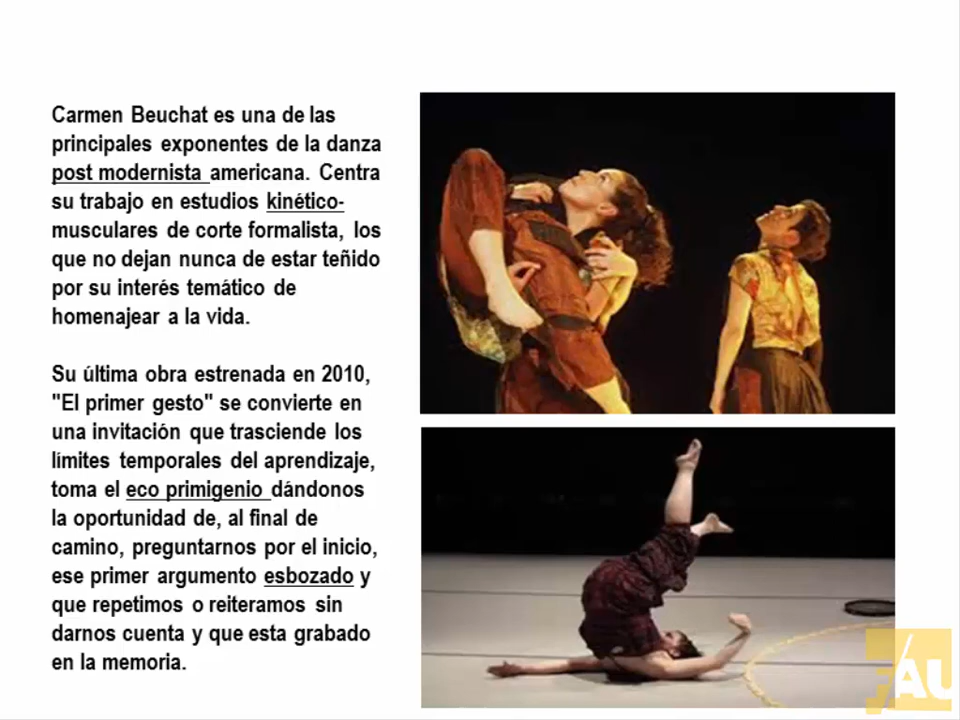 Carmen Beuchat es una de las
principales exponentes de la danza
post modernista americana. Centra
su trabajo en estudios kinético-
musculares de corte formalista, los
que no dejan nunca de estar teñido
por su interés temático de
homenajear a la vida.
Su última obra estrenada en 2010,
"El primer gesto" se convierte en
una invitación que trasciende los
límites temporales del aprendizaje,
toma el eco primigenio dándonos
la oportunidad de, al final de
camino, preguntarnos por el inicio,
ese primer argumento esbozado y
que repetimos o reiteramos sin
darnos cuenta y que esta grabado
en la memoria.
FAU